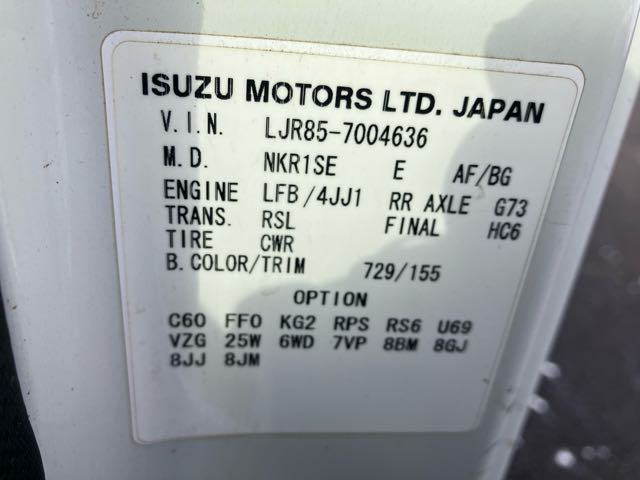 ISUZU MOTORS LTD. JAPAN
V.I.N. LJR85-7004636
M.D. NKR1SE E AF/BG
ENGINE LFB/4JJ1 RR AXLE G73
TRANS. RSL FINAL HC6
TIRE CWR
B.COLOR/TRIM 729/155
OPTION
C60 FF0 KG2 RPS RS6 U69
VZG 25W 6WD 7VP 8BM 8GJ
8JJ 8JM